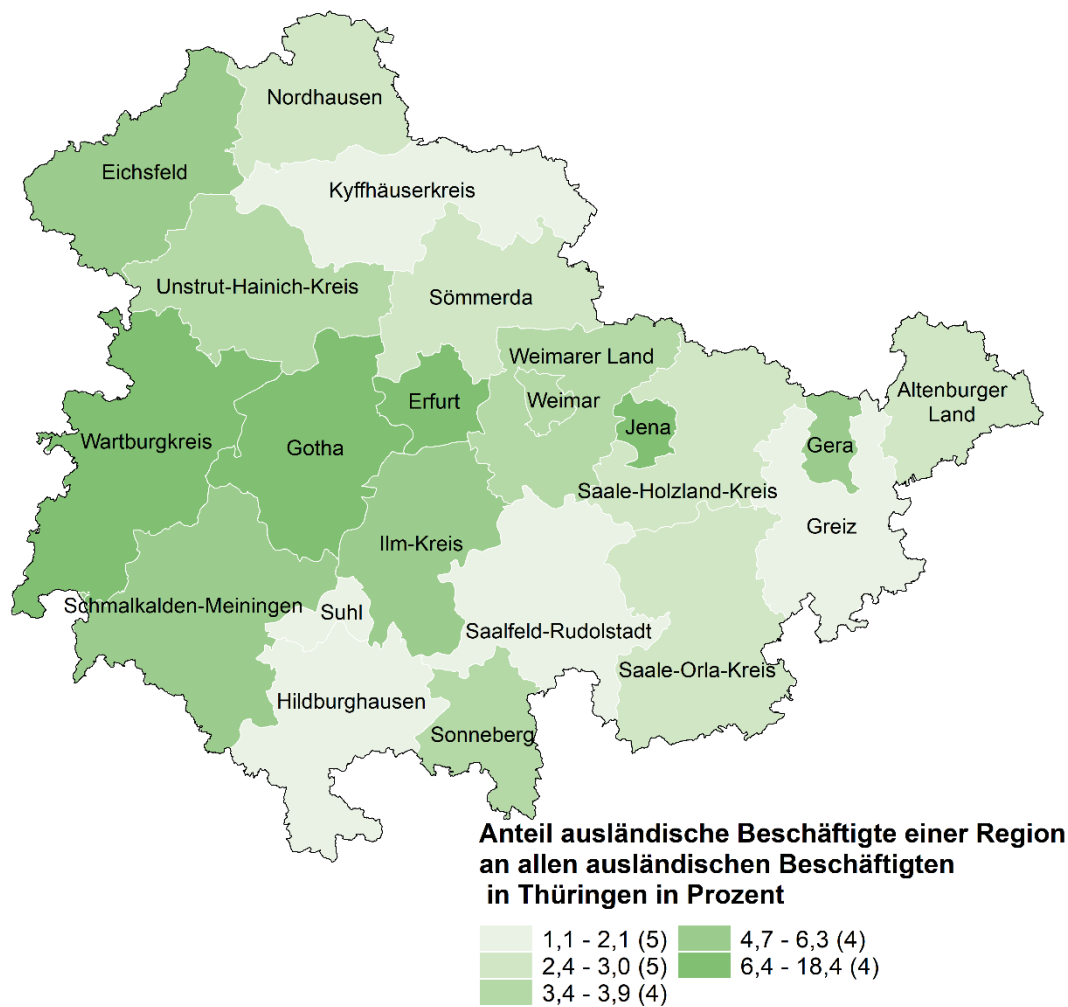 Nordhausen
Eichsfeld
Kyffhäuserkreis
Unstrut-Hainich-Kreis
Sömmerda
Weimarer Land
Altenburger
Land
Erfurt
Weimar
Jena
Wartburgkreis
Gotha
Gera
Saale-Holzland-Kreis
Greiz
Ilm-Kreis
Schmalkalden-Meiningen
Suhl
Saalfeld-Rudolstadt
Saale-Orla-Kreis
Hildburghausen
Sonneberg
Anteil ausländische Beschäftigte einer Region
an allen ausländischen Beschäftigten
in Thüringen in Prozent
1,1 - 2,1 (5)
2,4 - 3,0 (5)
3,4 - 3,9 (4)
4,7 - 6,3 (4)
6,4 - 18,4 (4)